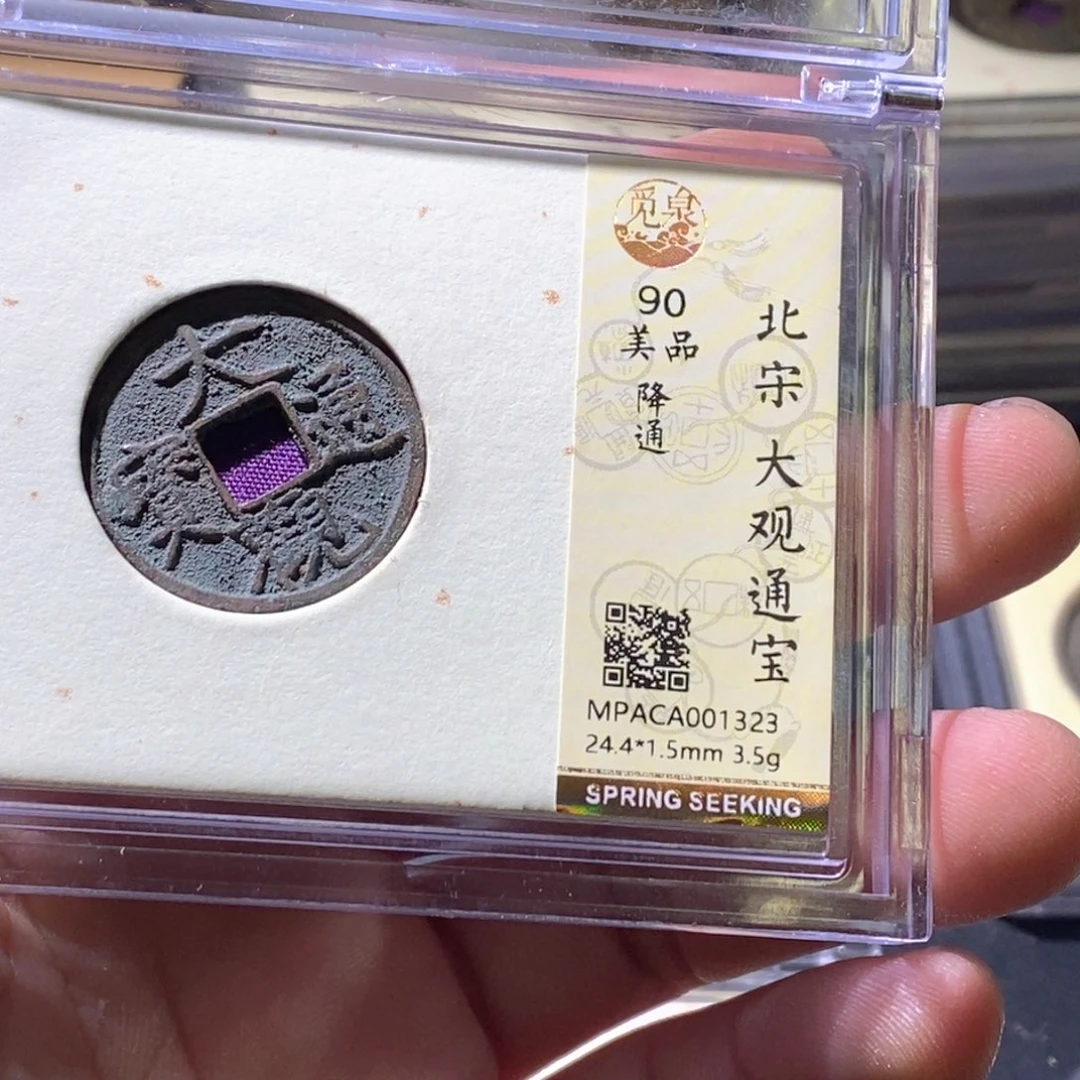 觅泉
90
美品
降通
北宋大观通宝
MPACA001323
24.4*1.5mm 3.5g
SPRING SEEKING
大觀通寶